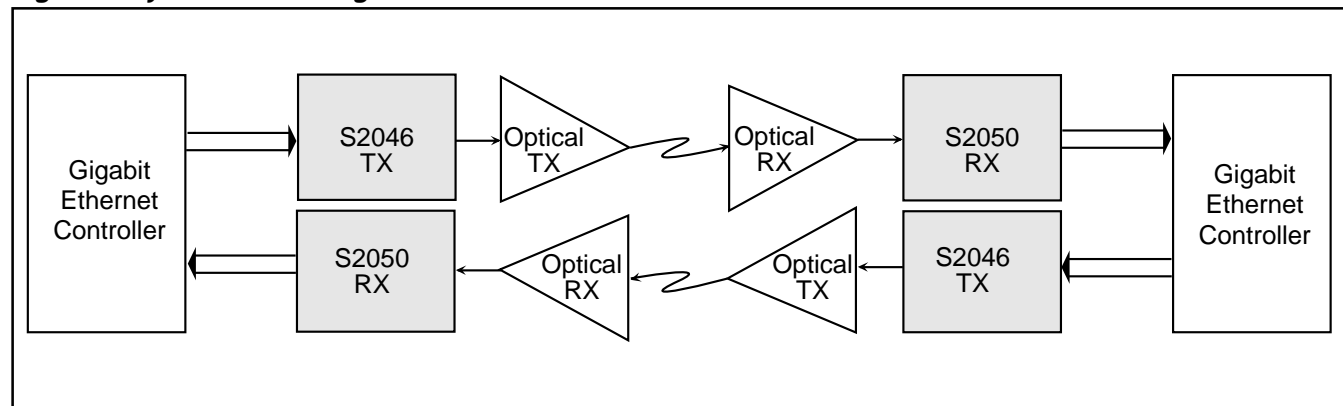 Gigabit
Ethernet
Controller
S2046
TX
Optical
TX
Optical
RX
S2050
RX
Gigabit
Ethernet
Controller
S2050
RX
Optical
RX
Optical
TX
S2046
TX